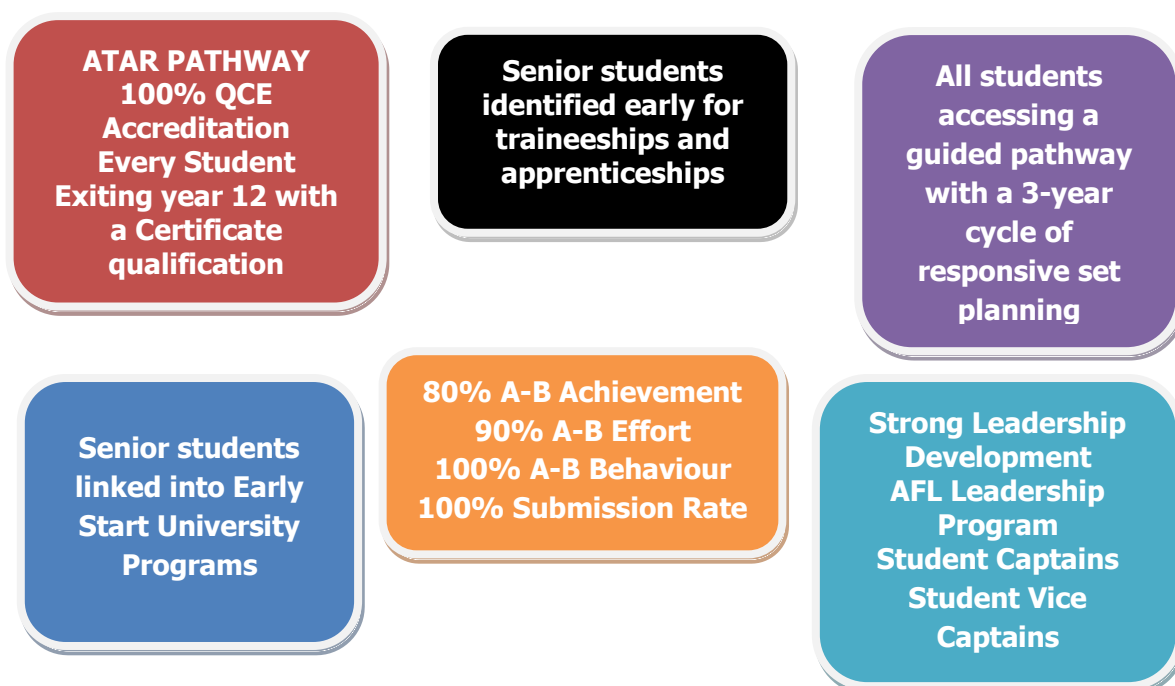 ATAR PATHWAY
100% QCE
Accreditation
Every Student
Exiting year 12 with
a Certificate
qualification
Senior students
identified early for
traineeships and
apprenticeships
All students
accessing a
guided pathway
with a 3-year
cycle of
responsive set
planning
Senior students
linked into Early
Start University
Programs
80% A-B Achievement
90% A-B Effort
100% A-B Behaviour
100% Submission Rate
Strong Leadership
Development
AFL Leadership
Program
Student Captains
Student Vice
Captains